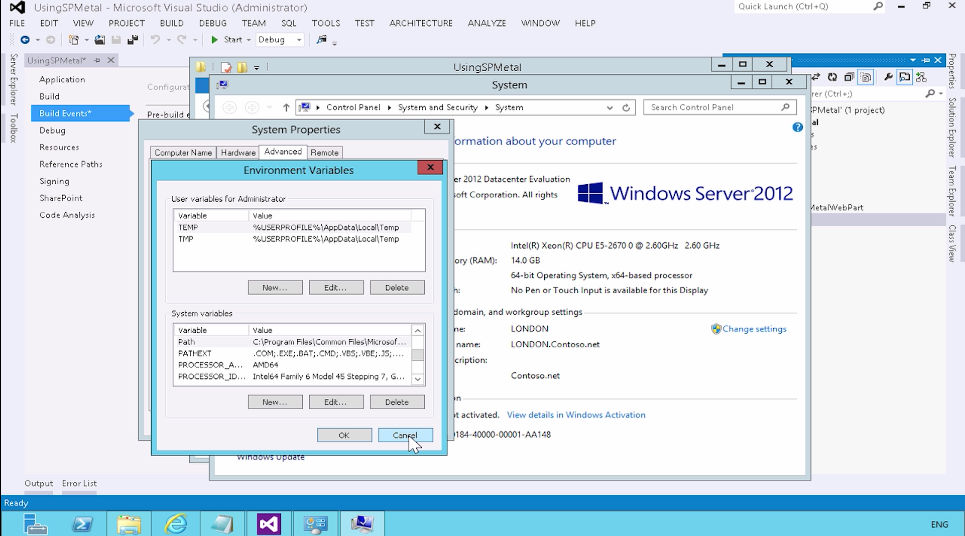 UsingSPMetal - Microsoft Visual Studio (Administrator)
Quick Launch (Ctrl+Q)
FILE EDIT VIEW PROJECT BUILD DEBUG TEAM SQL TOOLS TEST ARCHITECTURE ANALYZE WINDOW HELP
Start Debug
Server Explorer
Toolbox
UsingSPMetal*
Application
Build
Build Events*
Debug
Resources
Reference Paths
Signing
SharePoint
Code Analysis
Configurat
Pre-build e
UsingSPMetal
System
Control Panel System and Security System
Search Control Panel
ormation about your computer
er 2012 Datacenter Evaluation
soft Corporation. All rights
Windows Server 2012
Intel(R) Xeon(R) CPU E5-2670 0 @ 2.60GHz 2.60 GHz
ory (RAM): 14.0 GB
64-bit Operating System, x64-based processor
h: No Pen or Touch Input is available for this Display
domain, and workgroup settings
me: LONDON
Change settings
name: LONDON.Contoso.net
cription:
Contoso.net
on
ot activated. View details in Windows Activation
0184-40000-00001-AA148
Windows Update
System Properties
Computer Name Hardware Advanced Remote
Environment Variables
User variables for Administrator
Variable Value
TEMP %USERPROFILE%\AppData\Local\Temp
TMP %USERPROFILE%\AppData\Local\Temp
New... Edit... Delete
System variables
Variable Value
Path C:\Program Files\Common Files\Microsof...
PATHEXT .COM;.EXE;.BAT;.CMD;.VBS;.VBE;.JS;....
PROCESSOR_A... AMD64
PROCESSOR_ID... Intel64 Family 6 Model 45 Stepping 7, G...
New... Edit... Delete
OK Cancel
orer (Ctrl+;)
PMetal' (1 project)
tal
s
es
MetalWebPart
Properties
Solution Explorer
Team Explorer
Class View
Output Error List
Ready
ENG